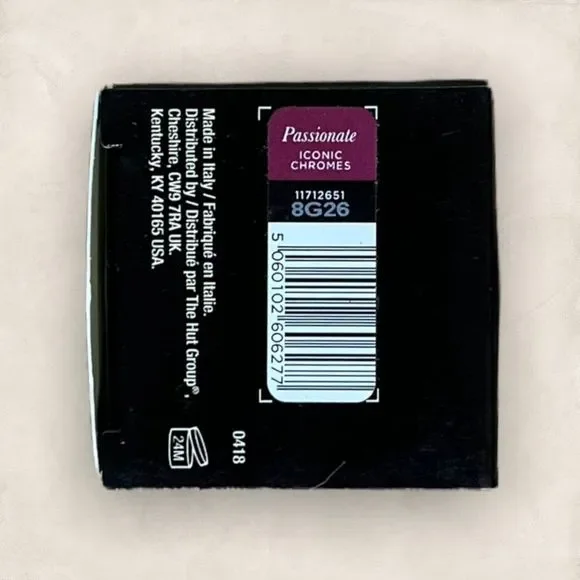 Passionate
ICONIC
CHROMES
11712651
8G26
5 060102 606277
Made in Italy / Fabriqué en Italie.
Distributed by / Distribué par The Hut Group®,
Cheshire, CW9 7RA UK.
Kentucky, KY 40165 USA.
0418
24M